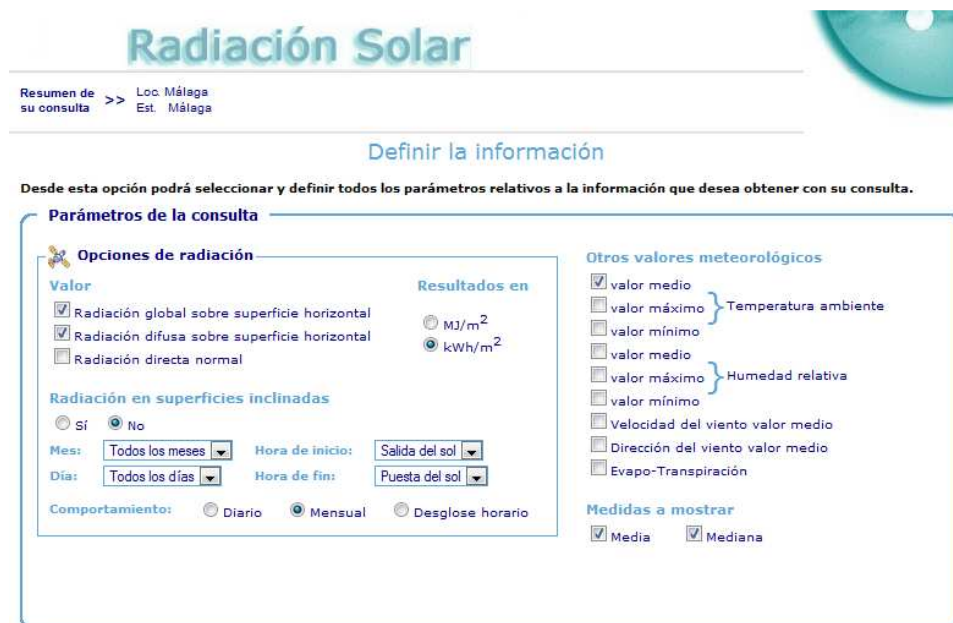 Radiación Solar
Resumen de su consulta >> Loc. Málaga
Est. Málaga
Definir la información
Desde esta opción podrá seleccionar y definir todos los parámetros relativos a la información que desea obtener con su consulta.
Parámetros de la consulta
Opciones de radiación
Valor
Radiación global sobre superficie horizontal
Radiación difusa sobre superficie horizontal
Radiación directa normal
Resultados en
MJ/m²
kWh/m²
Radiación en superficies inclinadas
Sí No
Mes: Todos los meses Hora de inicio: Salida del sol
Día: Todos los días Hora de fin: Puesta del sol
Comportamiento: Diario Mensual Desglose horario
Otros valores meteorológicos
valor medio
valor máximo Temperatura ambiente
valor mínimo
valor medio
valor máximo Humedad relativa
valor mínimo
Velocidad del viento valor medio
Dirección del viento valor medio
Evapo-Transpiración
Medidas a mostrar
Media Mediana